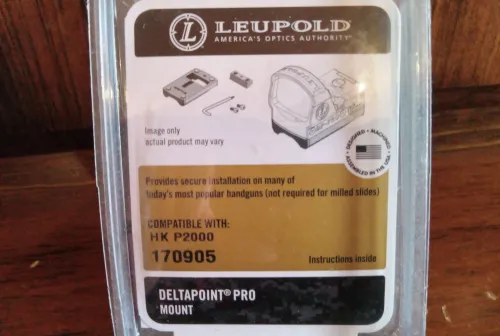 LEUPOLD
AMERICA'S OPTICS AUTHORITY
Image only
actual product may vary
DESIGNED • MACHINED
ASSEMBLED IN THE USA
Provides secure installation on many of
today's most popular handguns (not required for milled slides)
COMPATIBLE WITH:
HK P2000
170905
Instructions inside
DELTAPOINT® PRO
MOUNT